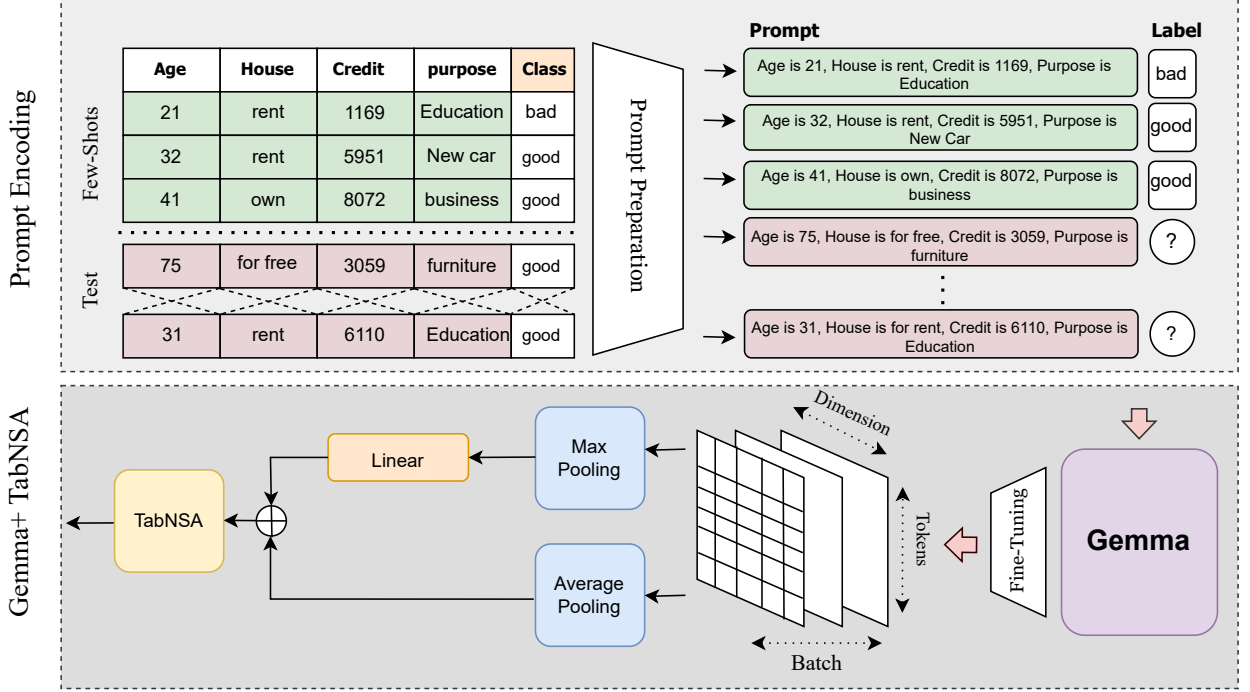 Prompt Encoding
Few-Shots
Test
Age House Credit purpose Class
21 rent 1169 Education bad
32 rent 5951 New car good
41 own 8072 business good
75 for free 3059 furniture good
31 rent 6110 Education good
Prompt Preparation
Prompt Label
Age is 21, House is rent, Credit is 1169, Purpose is
Education
bad
Age is 32, House is rent, Credit is 5951, Purpose is
New Car
good
Age is 41, House is own, Credit is 8072, Purpose is
business
good
Age is 75, House is for free, Credit is 3059, Purpose is
furniture
?
Age is 31, House is for rent, Credit is 6110, Purpose is
Education
?
Gemma+ TabNSA
TabNSA
Linear
Max
Pooling
Average
Pooling
Dimension
Tokens
Batch
Fine-Tuning
Gemma